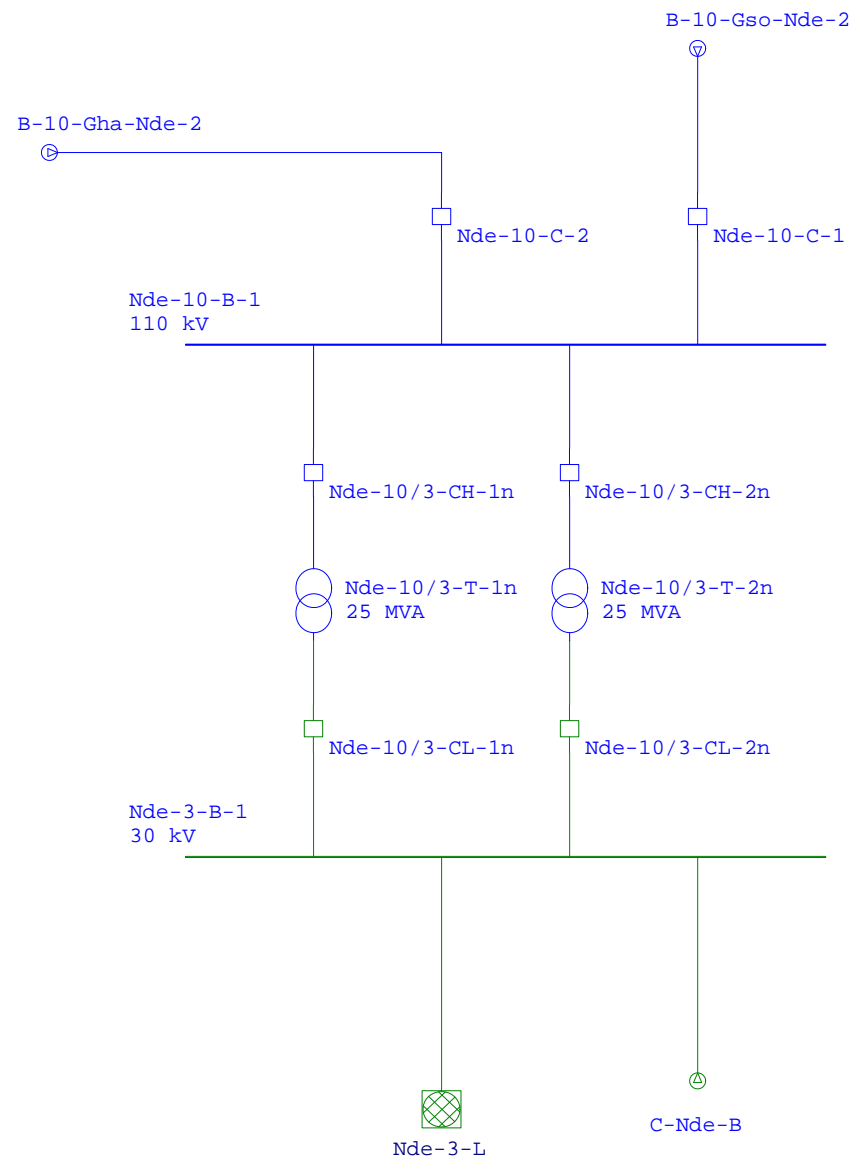 B-10-Gso-Nde-2
B-10-Gha-Nde-2
Nde-10-C-2
Nde-10-C-1
Nde-10-B-1
110 kV
Nde-10/3-CH-1n
Nde-10/3-CH-2n
Nde-10/3-T-1n
25 MVA
Nde-10/3-T-2n
25 MVA
Nde-10/3-CL-1n
Nde-10/3-CL-2n
Nde-3-B-1
30 kV
C-Nde-B
Nde-3-L